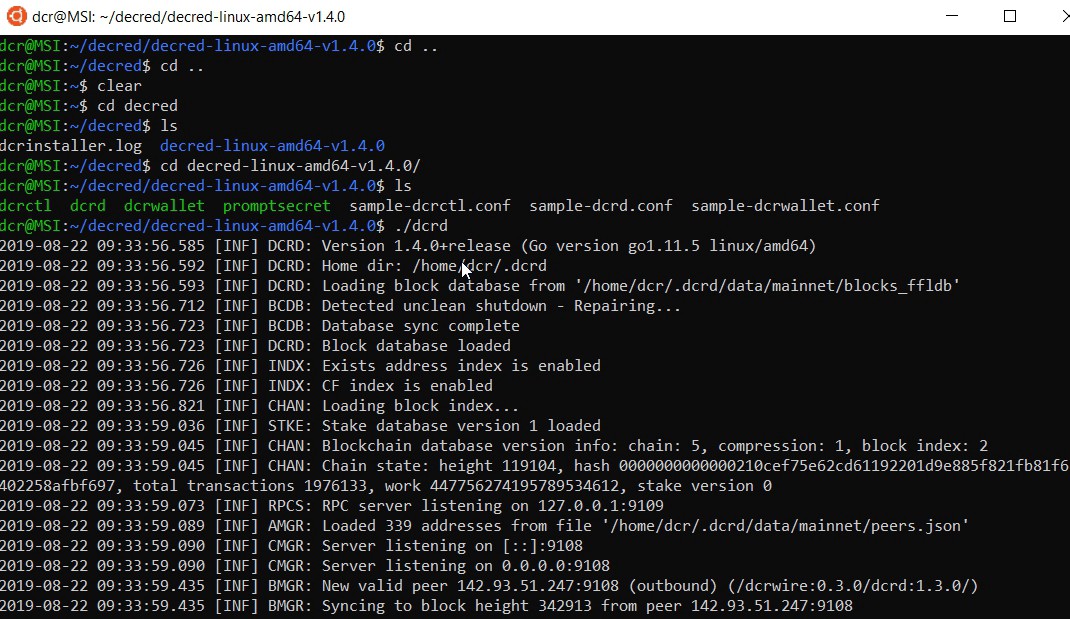 dcr@MSI: ~/decred/decred-linux-amd64-v1.4.0
dcr@MSI:~/decred/decred-linux-amd64-v1.4.0$ cd ..
dcr@MSI:~/decred$ cd ..
dcr@MSI:~$ clear
dcr@MSI:~$ cd decred
dcr@MSI:~/decred$ ls
dcrinstaller.log  decred-linux-amd64-v1.4.0
dcr@MSI:~/decred$ cd decred-linux-amd64-v1.4.0/
dcr@MSI:~/decred/decred-linux-amd64-v1.4.0$ ls
dcrctl  dcrd  dcrwallet  promptsecret  sample-dcrctl.conf  sample-dcrd.conf  sample-dcrwallet.conf
dcr@MSI:~/decred/decred-linux-amd64-v1.4.0$ ./dcrd
2019-08-22 09:33:56.585 [INF] DCRD: Version 1.4.0+release (Go version go1.11.5 linux/amd64)
2019-08-22 09:33:56.592 [INF] DCRD: Home dir: /home/dcr/.dcrd
2019-08-22 09:33:56.593 [INF] DCRD: Loading block database from '/home/dcr/.dcrd/data/mainnet/blocks_ffldb'
2019-08-22 09:33:56.712 [INF] BCDB: Detected unclean shutdown - Repairing...
2019-08-22 09:33:56.723 [INF] BCDB: Database sync complete
2019-08-22 09:33:56.723 [INF] DCRD: Block database loaded
2019-08-22 09:33:56.726 [INF] INDX: Exists address index is enabled
2019-08-22 09:33:56.726 [INF] INDX: CF index is enabled
2019-08-22 09:33:56.821 [INF] CHAN: Loading block index...
2019-08-22 09:33:59.036 [INF] STKE: Stake database version 1 loaded
2019-08-22 09:33:59.045 [INF] CHAN: Blockchain database version info: chain: 5, compression: 1, block index: 2
2019-08-22 09:33:59.045 [INF] CHAN: Chain state: height 119104, hash 0000000000000210cef75e62cd61192201d9e885f821fb81f6
402258afbf697, total transactions 1976133, work 447756274195789534612, stake version 0
2019-08-22 09:33:59.073 [INF] RPCS: RPC server listening on 127.0.0.1:9109
2019-08-22 09:33:59.089 [INF] AMGR: Loaded 339 addresses from file '/home/dcr/.dcrd/data/mainnet/peers.json'
2019-08-22 09:33:59.090 [INF] CMGR: Server listening on [::]:9108
2019-08-22 09:33:59.090 [INF] CMGR: Server listening on 0.0.0.0:9108
2019-08-22 09:33:59.435 [INF] BMGR: New valid peer 142.93.51.247:9108 (outbound) (/dcrwire:0.3.0/dcrd:1.3.0/)
2019-08-22 09:33:59.435 [INF] BMGR: Syncing to block height 342913 from peer 142.93.51.247:9108